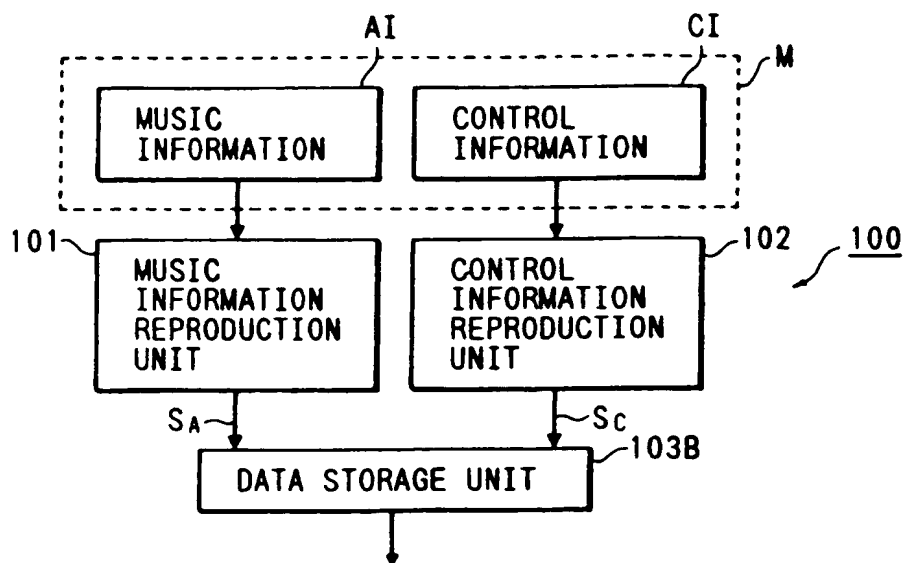 AI
CI
M
MUSIC
INFORMATION
CONTROL
INFORMATION
101
102
100
MUSIC
INFORMATION
REPRODUCTION
UNIT
CONTROL
INFORMATION
REPRODUCTION
UNIT
SA
SC
103B
DATA STORAGE UNIT